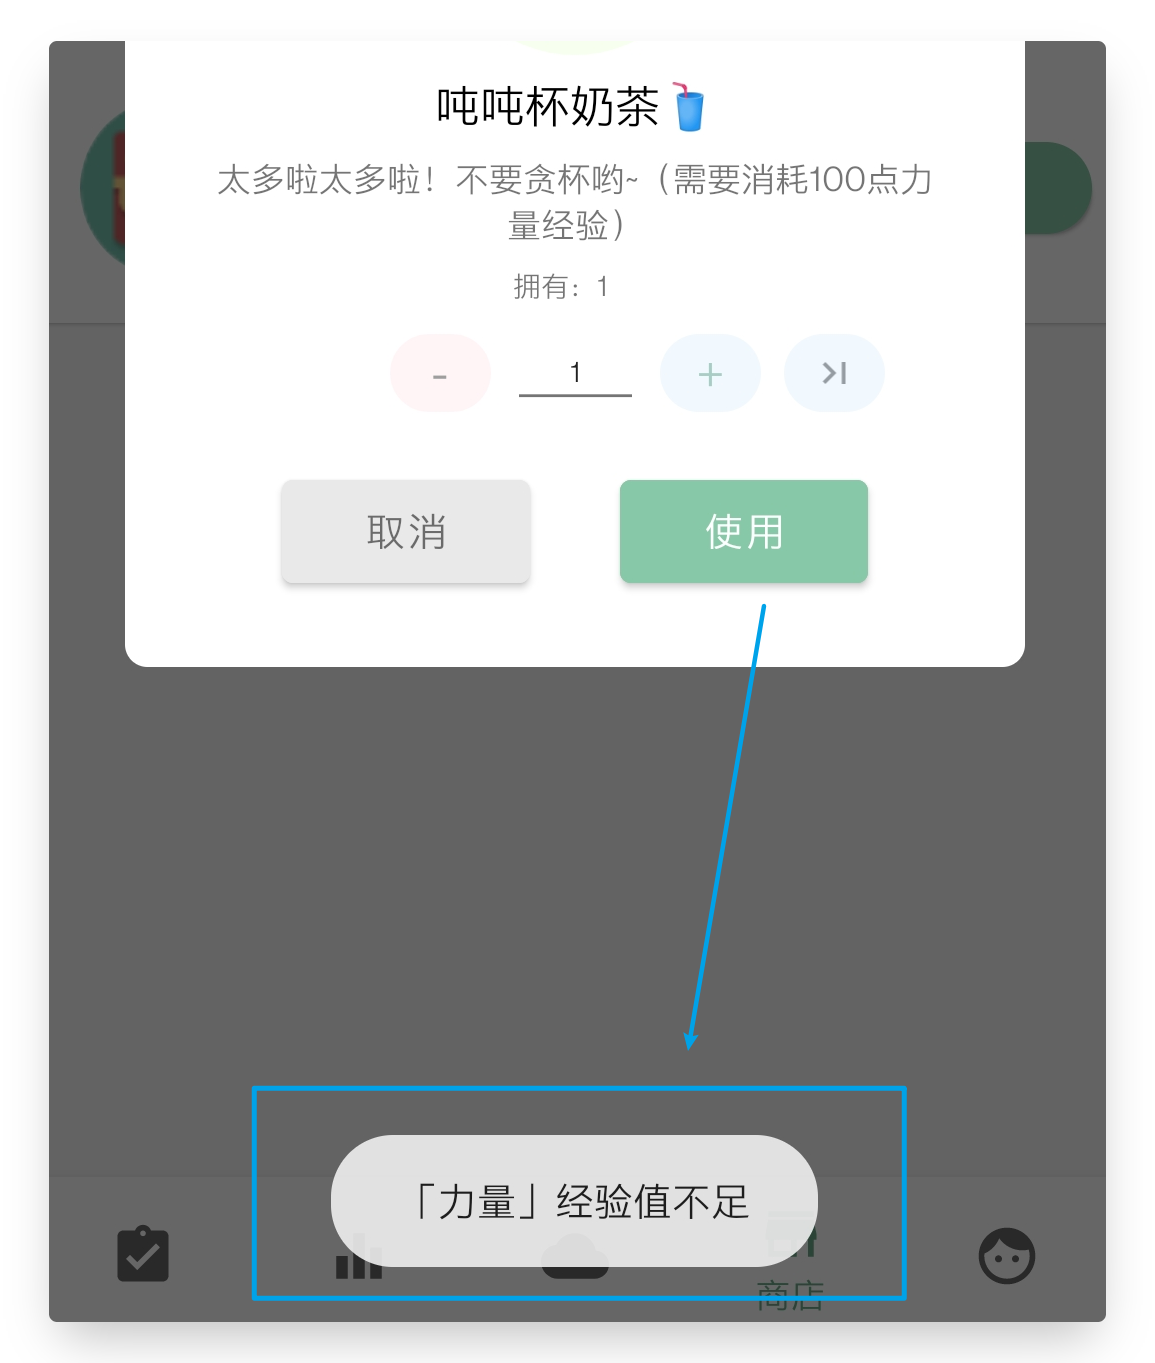 吨吨杯奶茶🥤
太多啦太多啦！不要贪杯哟~（需要消耗100点力
量经验）
拥有：1
- 1 +
取消 使用
「力量」经验值不足
商店